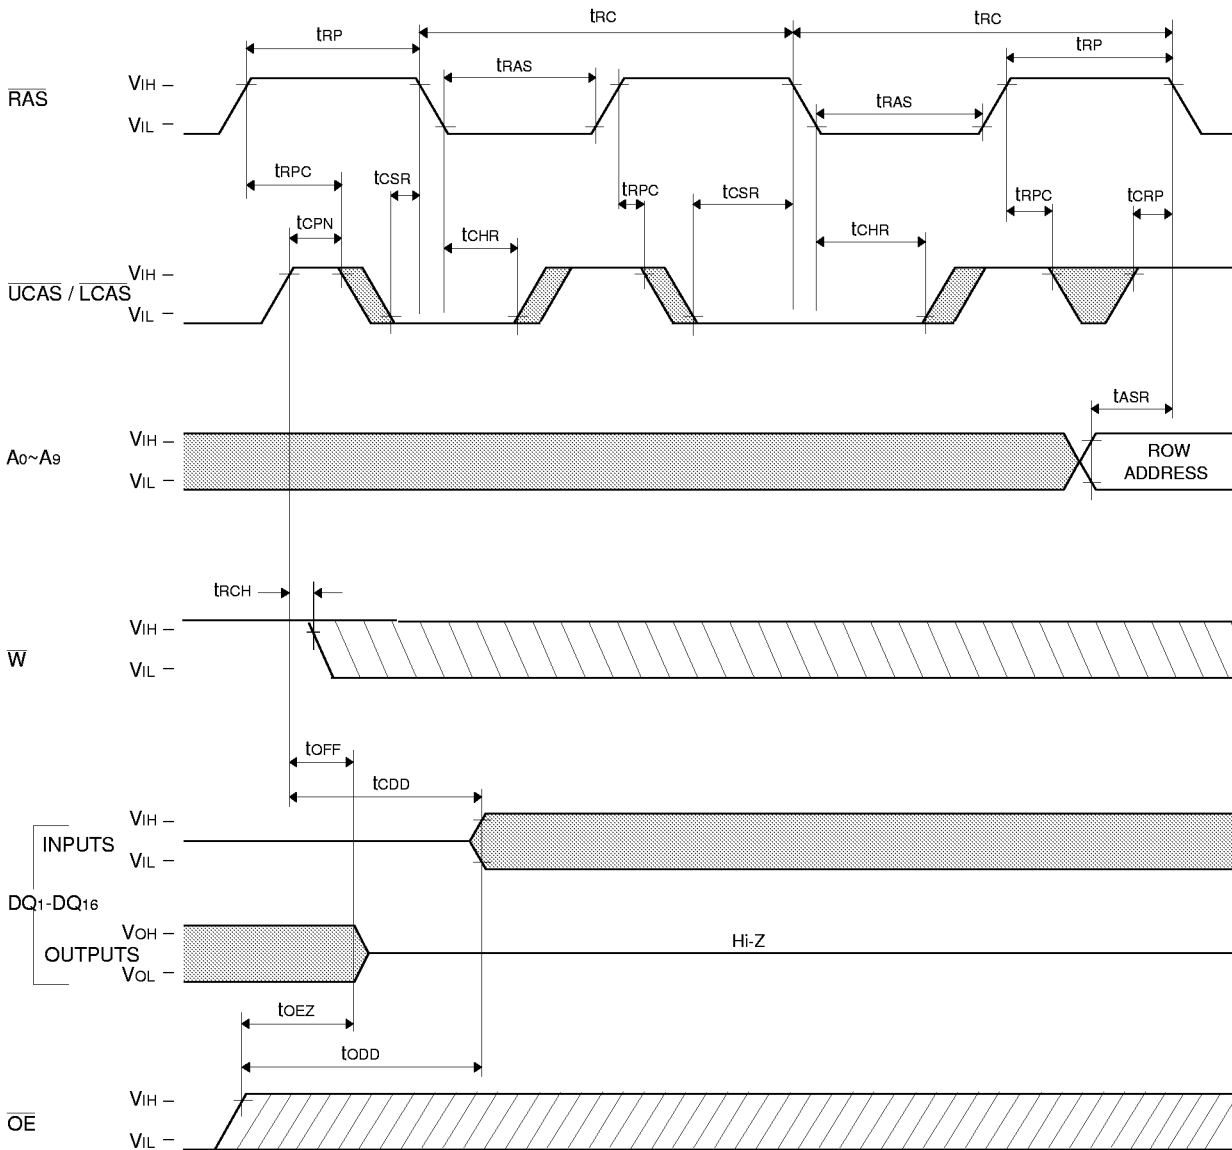 tRC
tRC
tRP
tRP
tRAS
tRAS
RAS
VIH
VIL
tRPC
tCSR
tRPC
tCSR
tRPC
tCRP
tCPN
tCHR
tCHR
UCAS / LCAS
VIH
VIL
tASR
A0~A9
VIH
VIL
ROW
ADDRESS
tRCH
W
VIH
VIL
tOFF
tCDD
VIH
INPUTS
VIL
DQ1-DQ16
VOH
OUTPUTS
VOL
Hi-Z
tOEZ
tODD
OE
VIH
VIL